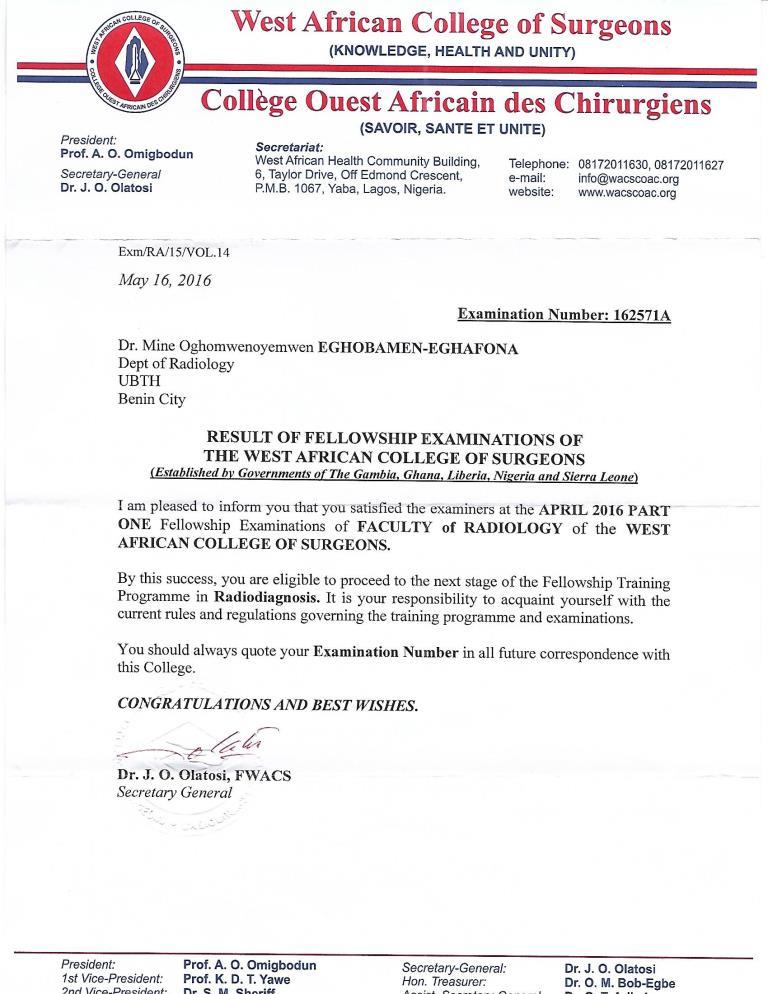 West African College of Surgeons
(KNOWLEDGE, HEALTH AND UNITY)
WEST AFRICAN COLLEGE OF SURGEONS
COLLÈGE OUEST AFRICAIN DES CHIRURGIENS
Collège Ouest Africain des Chirurgiens
(SAVOIR, SANTE ET UNITE)
President:
Prof. A. O. Omigbodun
Secretary-General
Dr. J. O. Olatosi
Secretariat:
West African Health Community Building,
6, Taylor Drive, Off Edmond Crescent,
P.M.B. 1067, Yaba, Lagos, Nigeria.
Telephone: 08172011630, 08172011627
e-mail: info@wacscoac.org
website: www.wacscoac.org
Exm/RA/15/VOL.14
May 16, 2016
Examination Number: 162571A
Dr. Mine Oghomwenoyemwen EGHOBAMEN-EGHAFONA
Dept of Radiology
UBTH
Benin City
RESULT OF FELLOWSHIP EXAMINATIONS OF
THE WEST AFRICAN COLLEGE OF SURGEONS
(Established by Governments of The Gambia, Ghana, Liberia, Nigeria and Sierra Leone)
I am pleased to inform you that you satisfied the examiners at the APRIL 2016 PART
ONE Fellowship Examinations of FACULTY of RADIOLOGY of the WEST
AFRICAN COLLEGE OF SURGEONS.
By this success, you are eligible to proceed to the next stage of the Fellowship Training
Programme in Radiodiagnosis. It is your responsibility to acquaint yourself with the
current rules and regulations governing the training programme and examinations.
You should always quote your Examination Number in all future correspondence with
this College.
CONGRATULATIONS AND BEST WISHES.
Dr. J. O. Olatosi, FWACS
Secretary General
President: Prof. A. O. Omigbodun
1st Vice-President: Prof. K. D. T. Yawe
2nd Vice-President: Dr. S. M. Sheriff
Secretary-General: Dr. J. O. Olatosi
Hon. Treasurer: Dr. O. M. Bob-Egbe